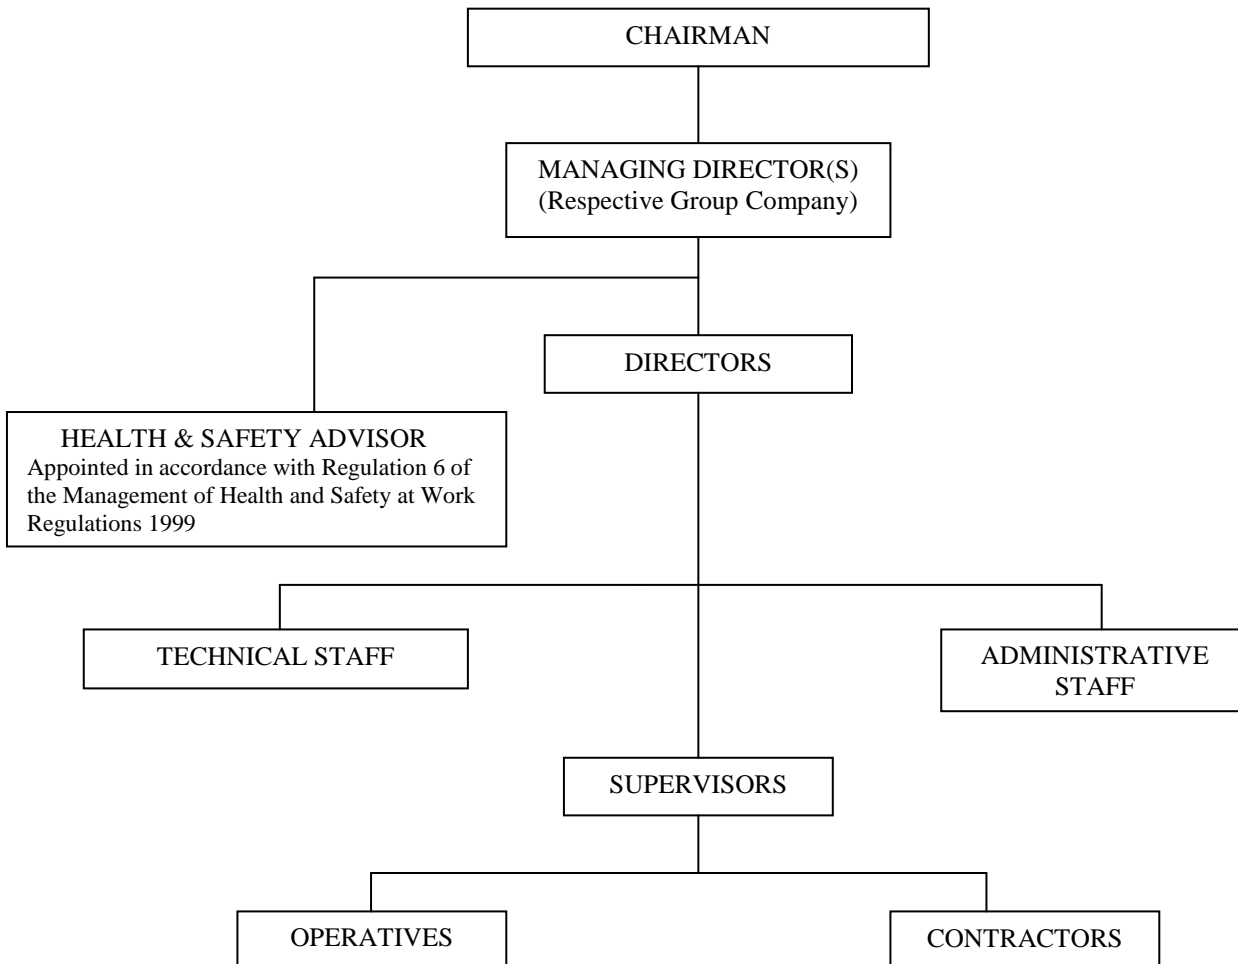 CHAIRMAN
MANAGING DIRECTOR(S)
(Respective Group Company)
DIRECTORS
HEALTH & SAFETY ADVISOR
Appointed in accordance with Regulation 6 of
the Management of Health and Safety at Work
Regulations 1999
TECHNICAL STAFF
ADMINISTRATIVE
STAFF
SUPERVISORS
OPERATIVES
CONTRACTORS